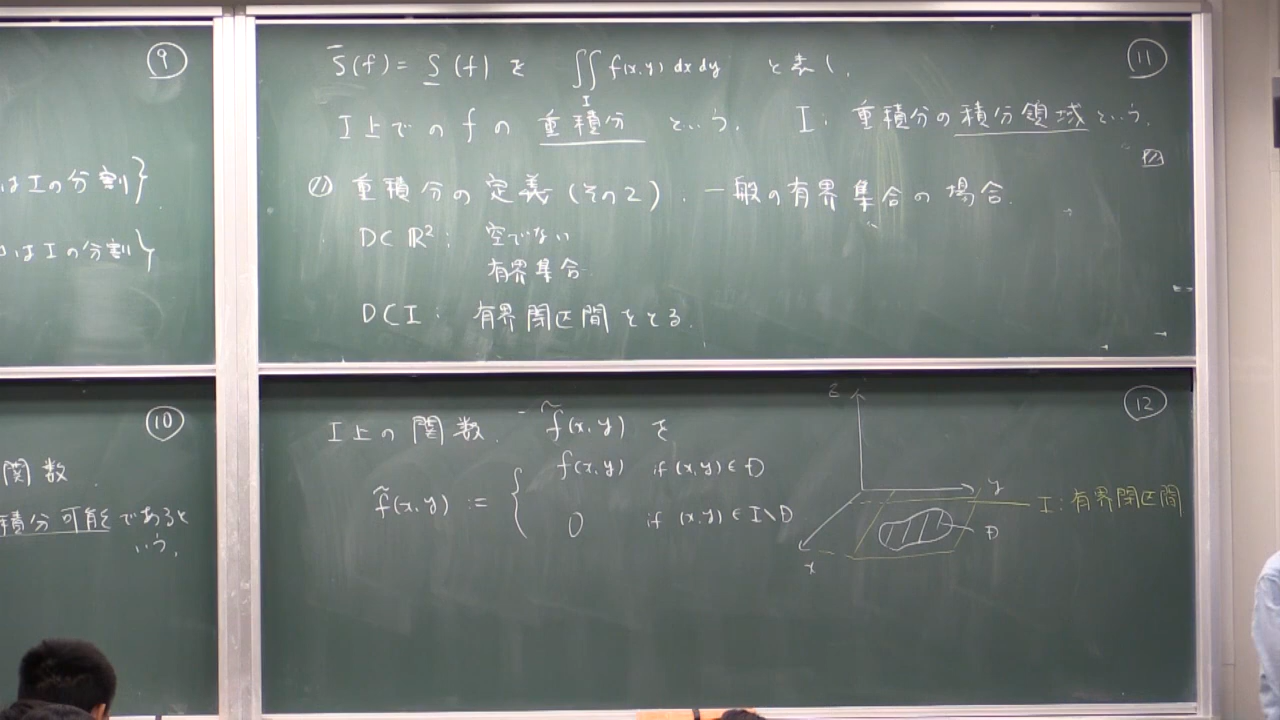 ⑨
はIの分割}
はIの分割}
⑩
関数.
積分可能であると
いう.
⑪
S̄(f) = S̲(f) を ∬_I f(x,y) dx dy と表し,
I上でのfの 重積分 という. I: 重積分の積分領域という.
重積分の定義(その2). 一般の有界集合の場合.
D⊂ℝ²: 空でない
有界集合
D⊂I: 有界閉区間をとる.
⑫
I上の関数. f̃(x,y) を
f̃(x,y) := { f(x,y) if (x,y)∈D
0 if (x,y)∈I\D
z
y
x
I: 有界閉区間
D